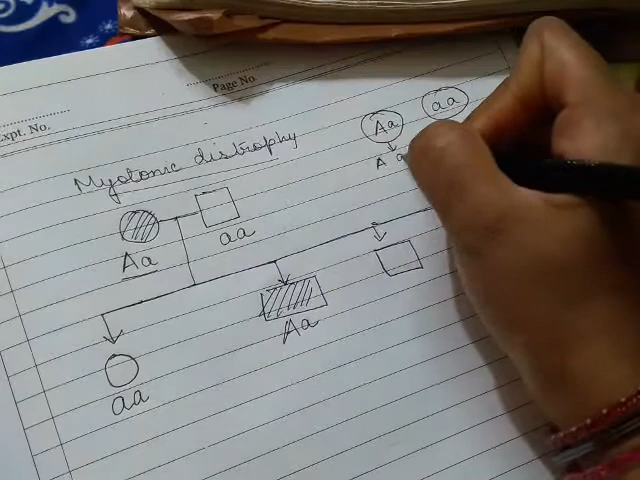 Page No.
Expt. No.
Myotonic distrophy
Aa aa
A a
Aa aa
Aa
aa